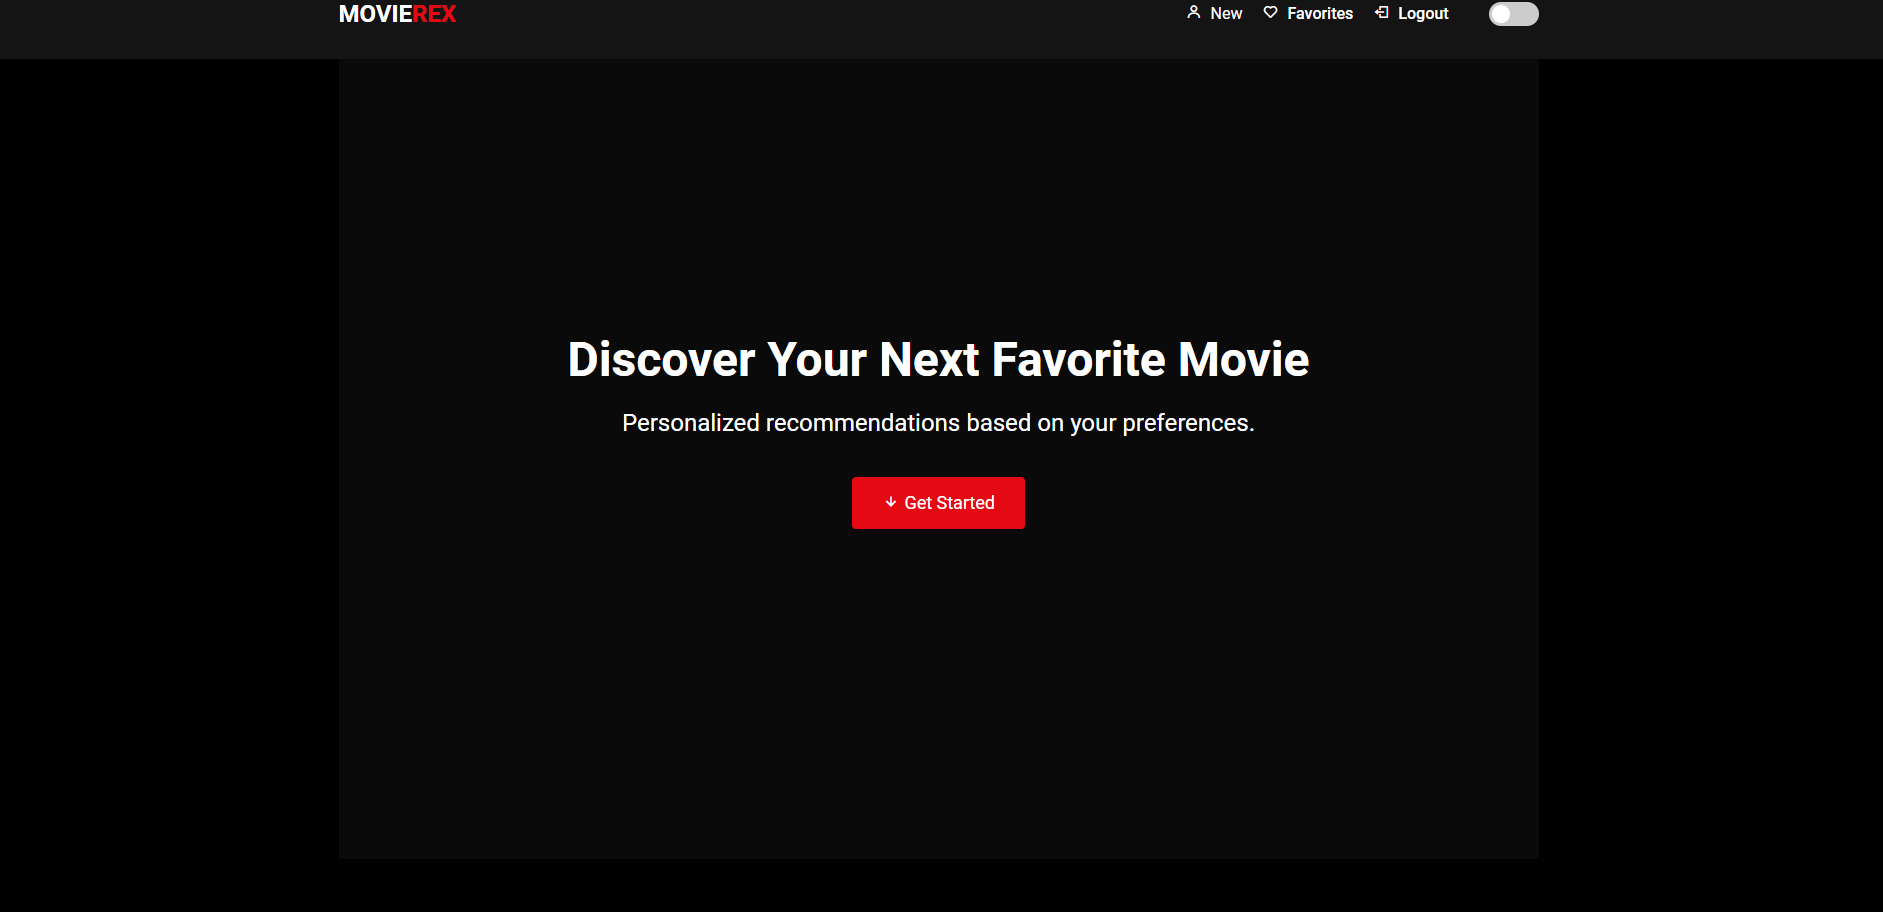 MOVIEREX
New Favorites Logout
Discover Your Next Favorite Movie
Personalized recommendations based on your preferences.
Get Started